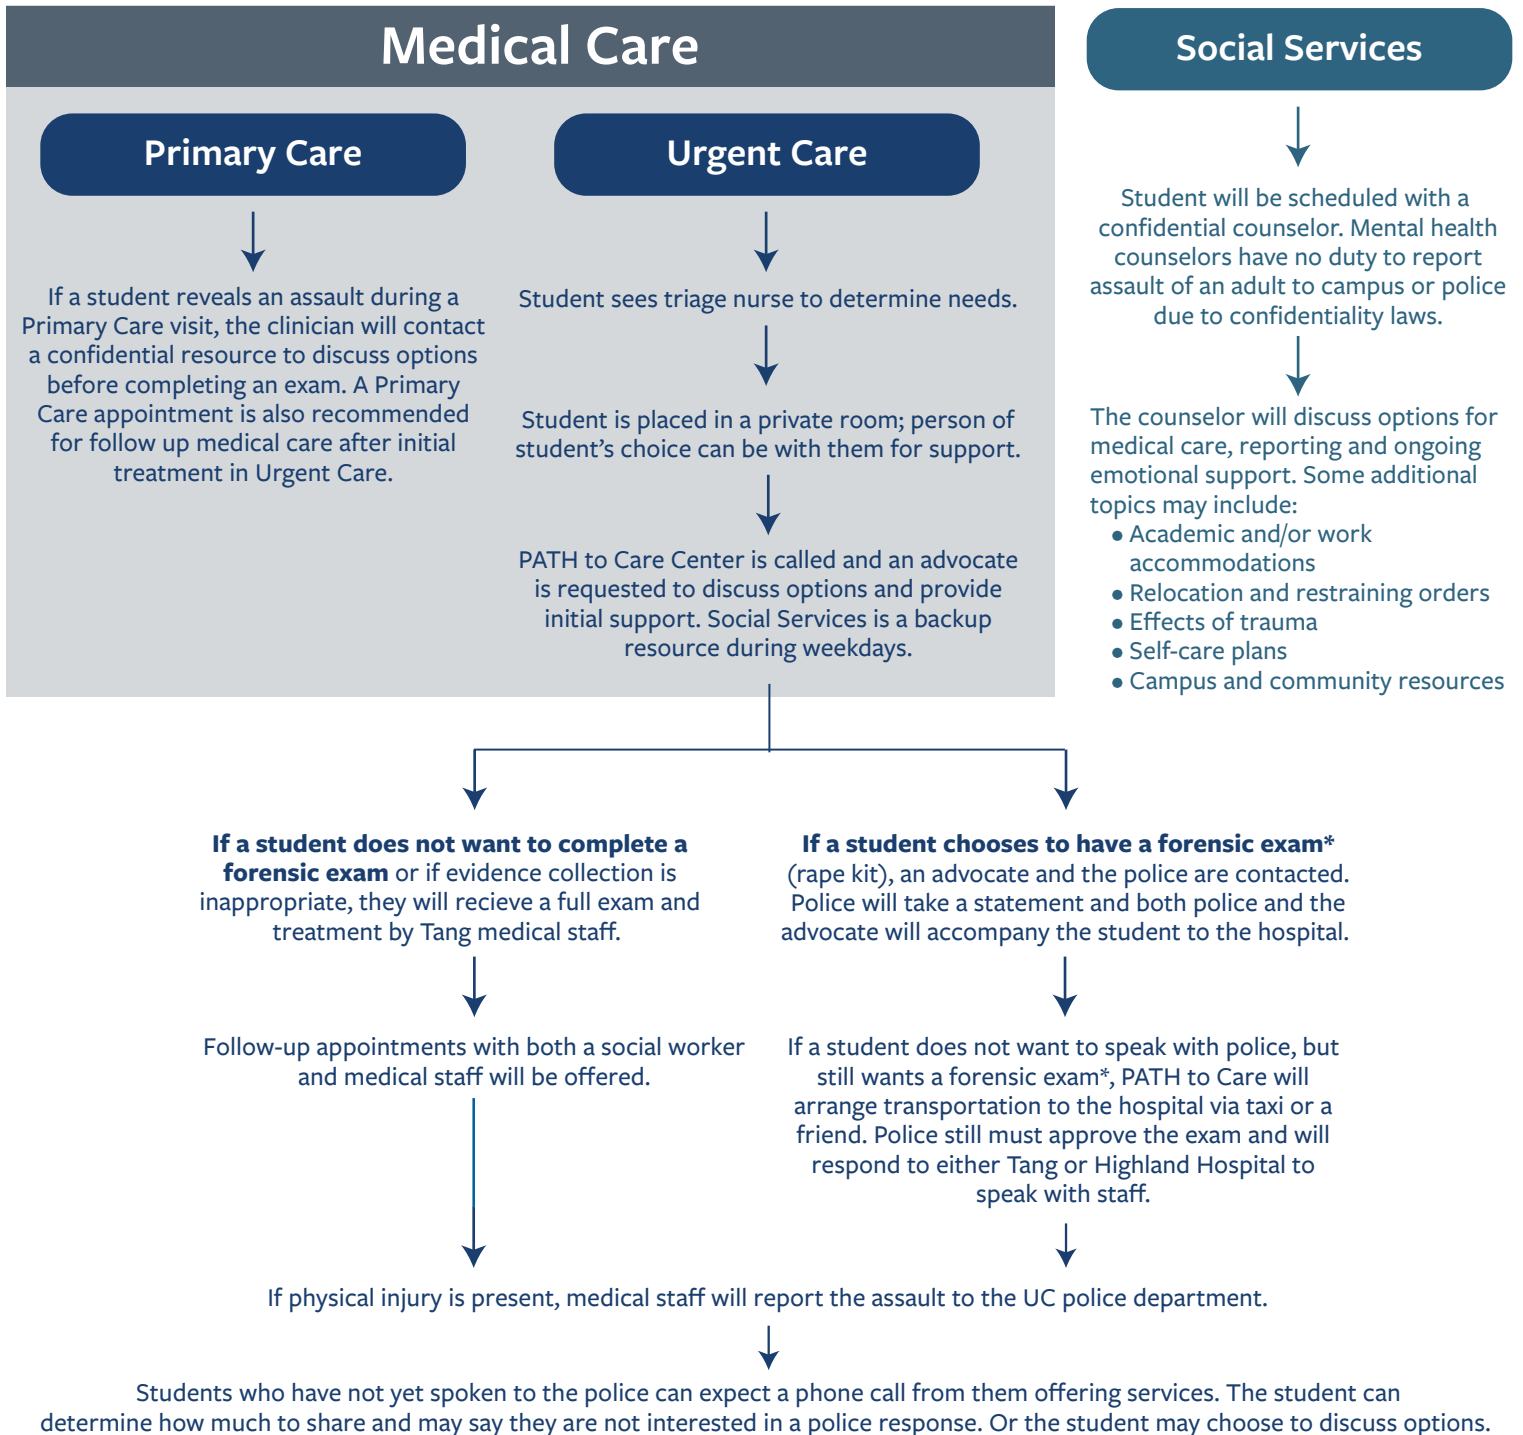 Medical Care
Primary Care
If a student reveals an assault during a
Primary Care visit, the clinician will contact
a confidential resource to discuss options
before completing an exam. A Primary
Care appointment is also recommended
for follow up medical care after initial
treatment in Urgent Care.
Urgent Care
Student sees triage nurse to determine needs.
Student is placed in a private room; person of
student’s choice can be with them for support.
PATH to Care Center is called and an advocate
is requested to discuss options and provide
initial support. Social Services is a backup
resource during weekdays.
Social Services
Student will be scheduled with a
confidential counselor. Mental health
counselors have no duty to report
assault of an adult to campus or police
due to confidentiality laws.
The counselor will discuss options for
medical care, reporting and ongoing
emotional support. Some additional
topics may include:
• Academic and/or work
accommodations
• Relocation and restraining orders
• Effects of trauma
• Self-care plans
• Campus and community resources
If a student does not want to complete a
forensic exam or if evidence collection is
inappropriate, they will recieve a full exam and
treatment by Tang medical staff.
Follow-up appointments with both a social worker
and medical staff will be offered.
If a student chooses to have a forensic exam*
(rape kit), an advocate and the police are contacted.
Police will take a statement and both police and the
advocate will accompany the student to the hospital.
If a student does not want to speak with police, but
still wants a forensic exam*, PATH to Care will
arrange transportation to the hospital via taxi or a
friend. Police still must approve the exam and will
respond to either Tang or Highland Hospital to
speak with staff.
If physical injury is present, medical staff will report the assault to the UC police department.
Students who have not yet spoken to the police can expect a phone call from them offering services. The student can
determine how much to share and may say they are not interested in a police response. Or the student may choose to discuss options.